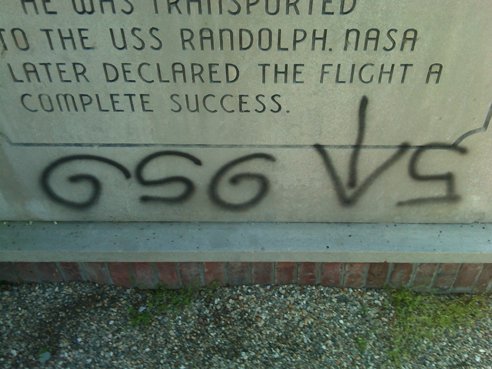 HE WAS TRANSPORTED
TO THE USS RANDOLPH. NASA
LATER DECLARED THE FLIGHT A
COMPLETE SUCCESS.